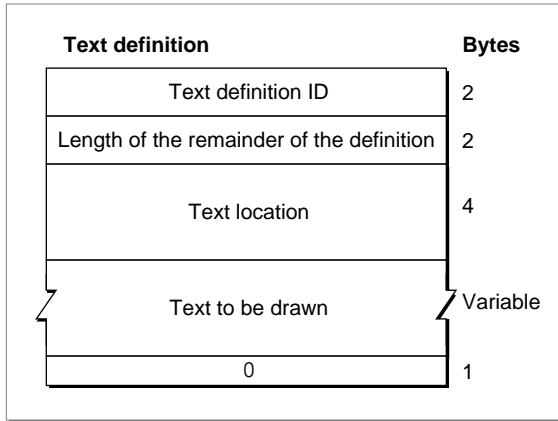 Text definition Bytes
Text definition ID 2
Length of the remainder of the definition 2
Text location 4
Text to be drawn Variable
0 1